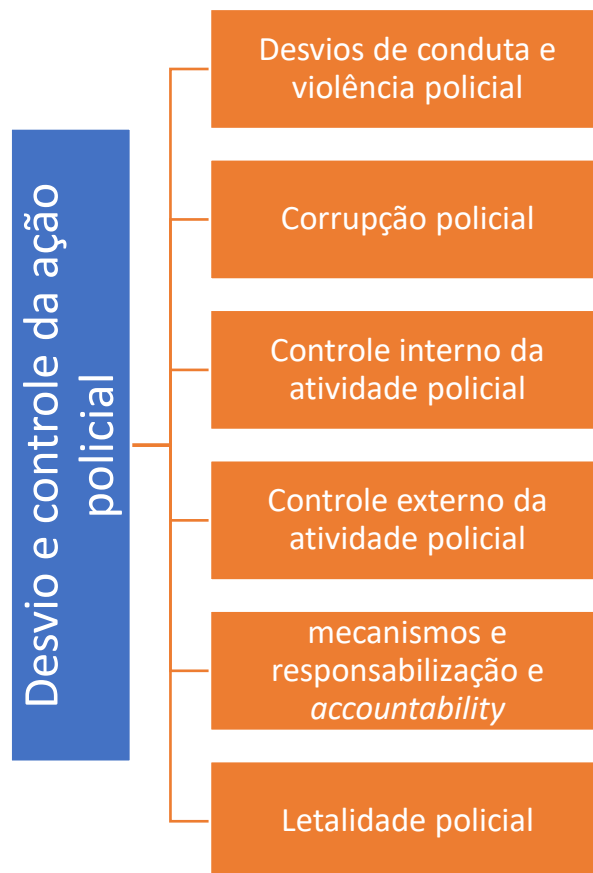 Desvio e controle da ação
policial
Desvios de conduta e
violência policial
Corrupção policial
Controle interno da
atividade policial
Controle externo da
atividade policial
mecanismos e
responsabilização e
accountability
Letalidade policial